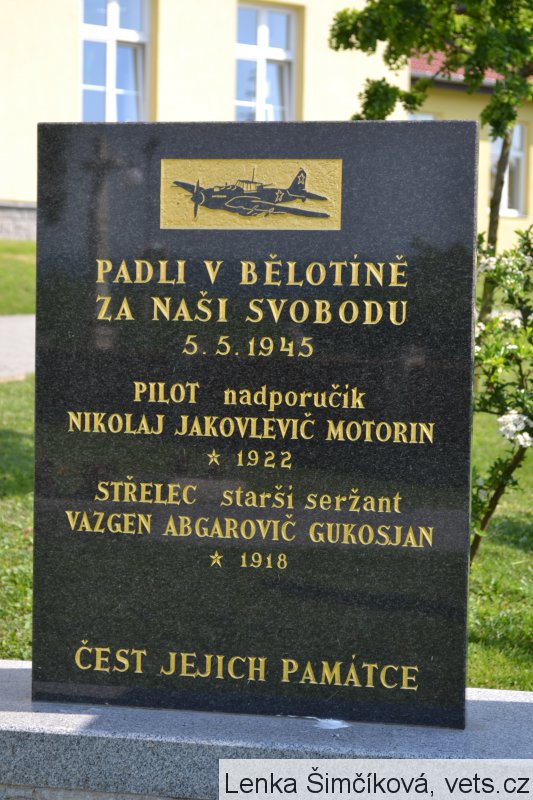 PADLI V BĚLOTÍNĚ
ZA NAŠI SVOBODU
5. 5. 1945
PILOT nadporučík
NIKOLAJ JAKOVLEVIČ MOTORIN
* 1922
STŘELEC starší seržant
VAZGEN ABGAROVIČ GUKOSJAN
* 1918
ČEST JEJICH PAMÁTCE
Lenka Šimčíková, vets.cz